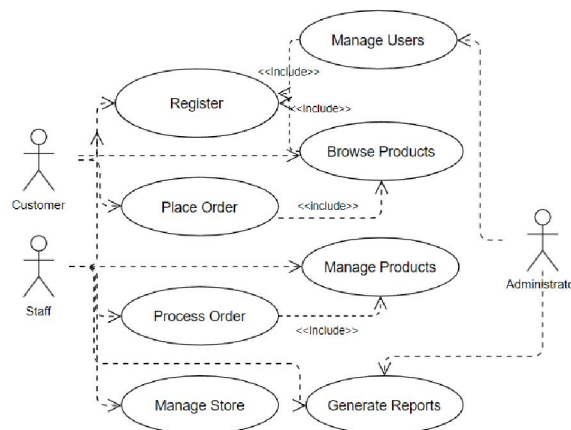 Manage Users
<<Include>>
Register
<<Include>>
Browse Products
Customer
Place Order
<<include>>
Manage Products
Administrato
Staff
Process Order
<<Include>>
Manage Store
Generate Reports